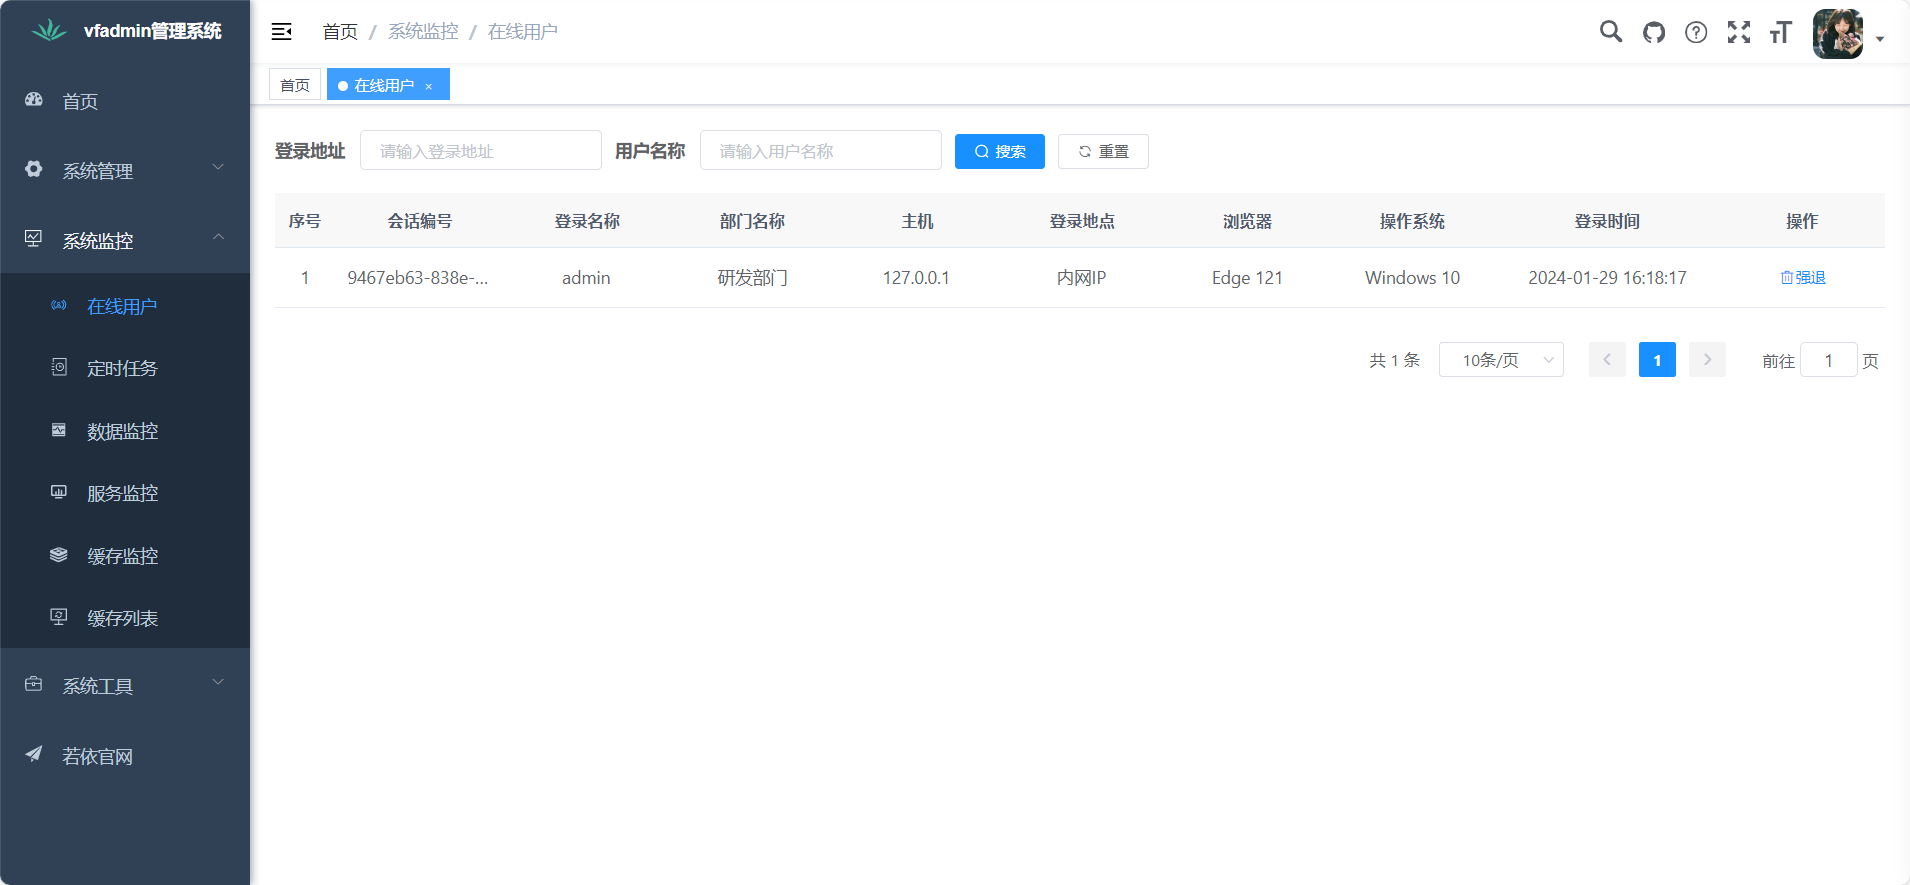 vfadmin管理系统
首页
系统管理
系统监控
在线用户
定时任务
数据监控
服务监控
缓存监控
缓存列表
系统工具
若依官网
首页 / 系统监控 / 在线用户
首页 在线用户 ×
登录地址 请输入登录地址 用户名称 请输入用户名称 搜索 重置
序号 会话编号 登录名称 部门名称 主机 登录地点 浏览器 操作系统 登录时间 操作
1 9467eb63-838e-... admin 研发部门 127.0.0.1 内网IP Edge 121 Windows 10 2024-01-29 16:18:17 强退
共 1 条 10条/页 1 前往 1 页